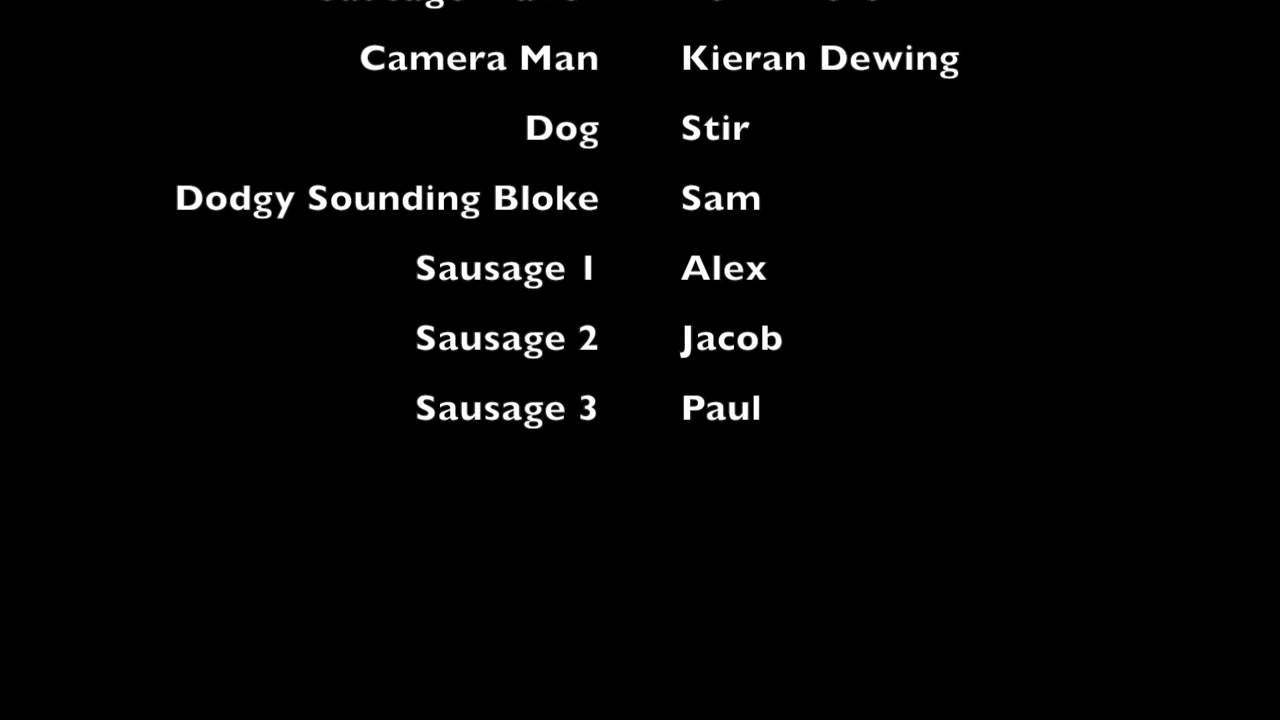 Camera Man Kieran Dewing
Dog Stir
Dodgy Sounding Bloke Sam
Sausage 1 Alex
Sausage 2 Jacob
Sausage 3 Paul